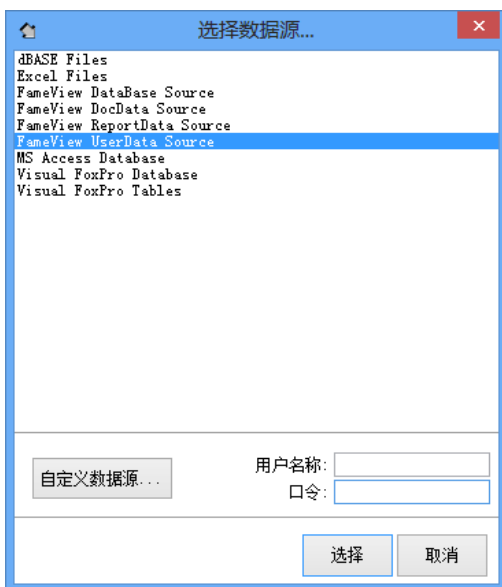 选择数据源...
dBASE Files
Excel Files
FameView DataBase Source
FameView DocData Source
FameView ReportData Source
FameView UserData Source
MS Access Database
Visual FoxPro Database
Visual FoxPro Tables
用户名称:
自定义数据源...
口令:
选择
取消